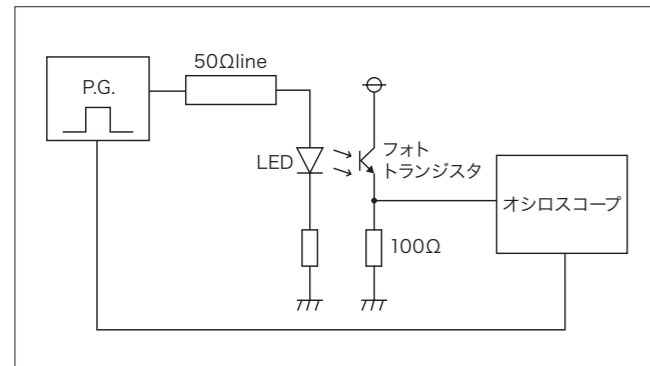 50Ωline
P.G.
LED
フォト
トランジスタ
オシロスコープ
100Ω